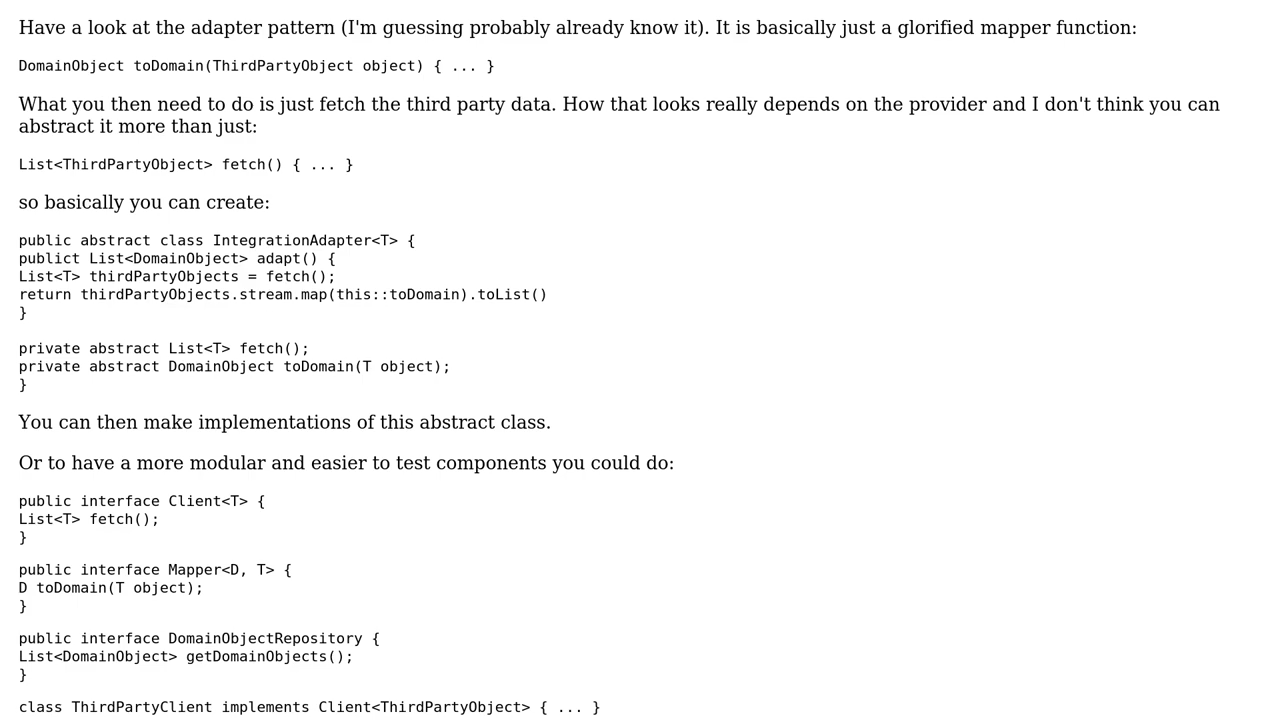 Have a look at the adapter pattern (I'm guessing probably already know it). It is basically just a glorified mapper function:
DomainObject toDomain(ThirdPartyObject object) { ... }
What you then need to do is just fetch the third party data. How that looks really depends on the provider and I don't think you can
abstract it more than just:
List<ThirdPartyObject> fetch() { ... }
so basically you can create:
public abstract class IntegrationAdapter<T> {
publict List<DomainObject> adapt() {
List<T> thirdPartyObjects = fetch();
return thirdPartyObjects.stream.map(this::toDomain).toList()
}
private abstract List<T> fetch();
private abstract DomainObject toDomain(T object);
}
You can then make implementations of this abstract class.
Or to have a more modular and easier to test components you could do:
public interface Client<T> {
List<T> fetch();
}
public interface Mapper<D, T> {
D toDomain(T object);
}
public interface DomainObjectRepository {
List<DomainObject> getDomainObjects();
}
class ThirdPartyClient implements Client<ThirdPartyObject> { ... }